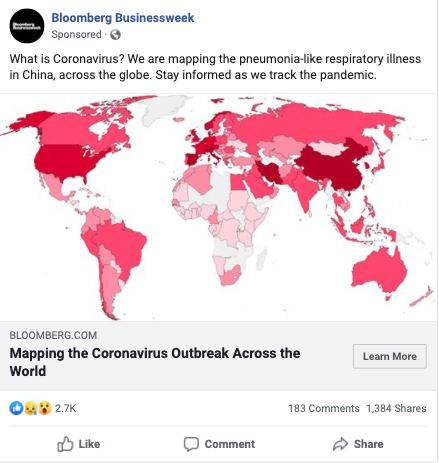 Bloomberg
Businessweek
Bloomberg Businessweek
Sponsored ·
What is Coronavirus? We are mapping the pneumonia-like respiratory illness
in China, across the globe. Stay informed as we track the pandemic.
BLOOMBERG.COM
Mapping the Coronavirus Outbreak Across the
World
Learn More
2.7K
183 Comments 1,384 Shares
Like
Comment
Share